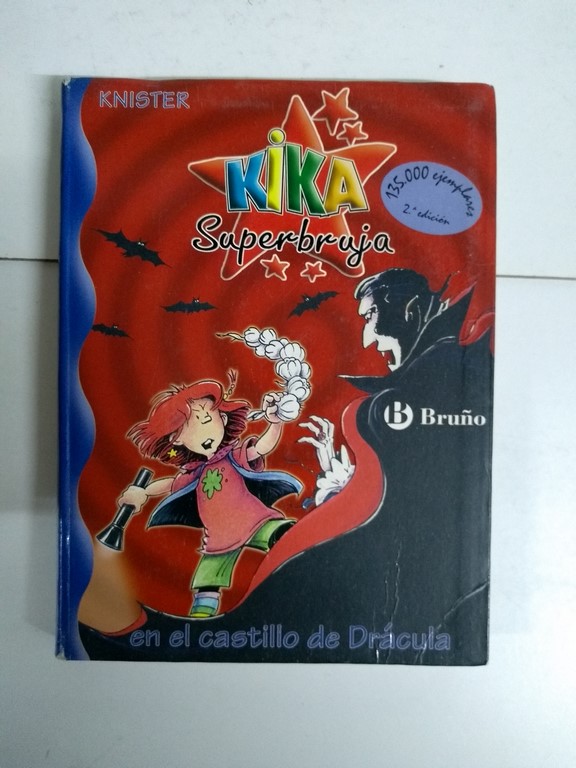 KNISTER
KiKA
Superbruja
135.000 ejemplares
2ª edición
B Bruño
en el castillo de Drácula